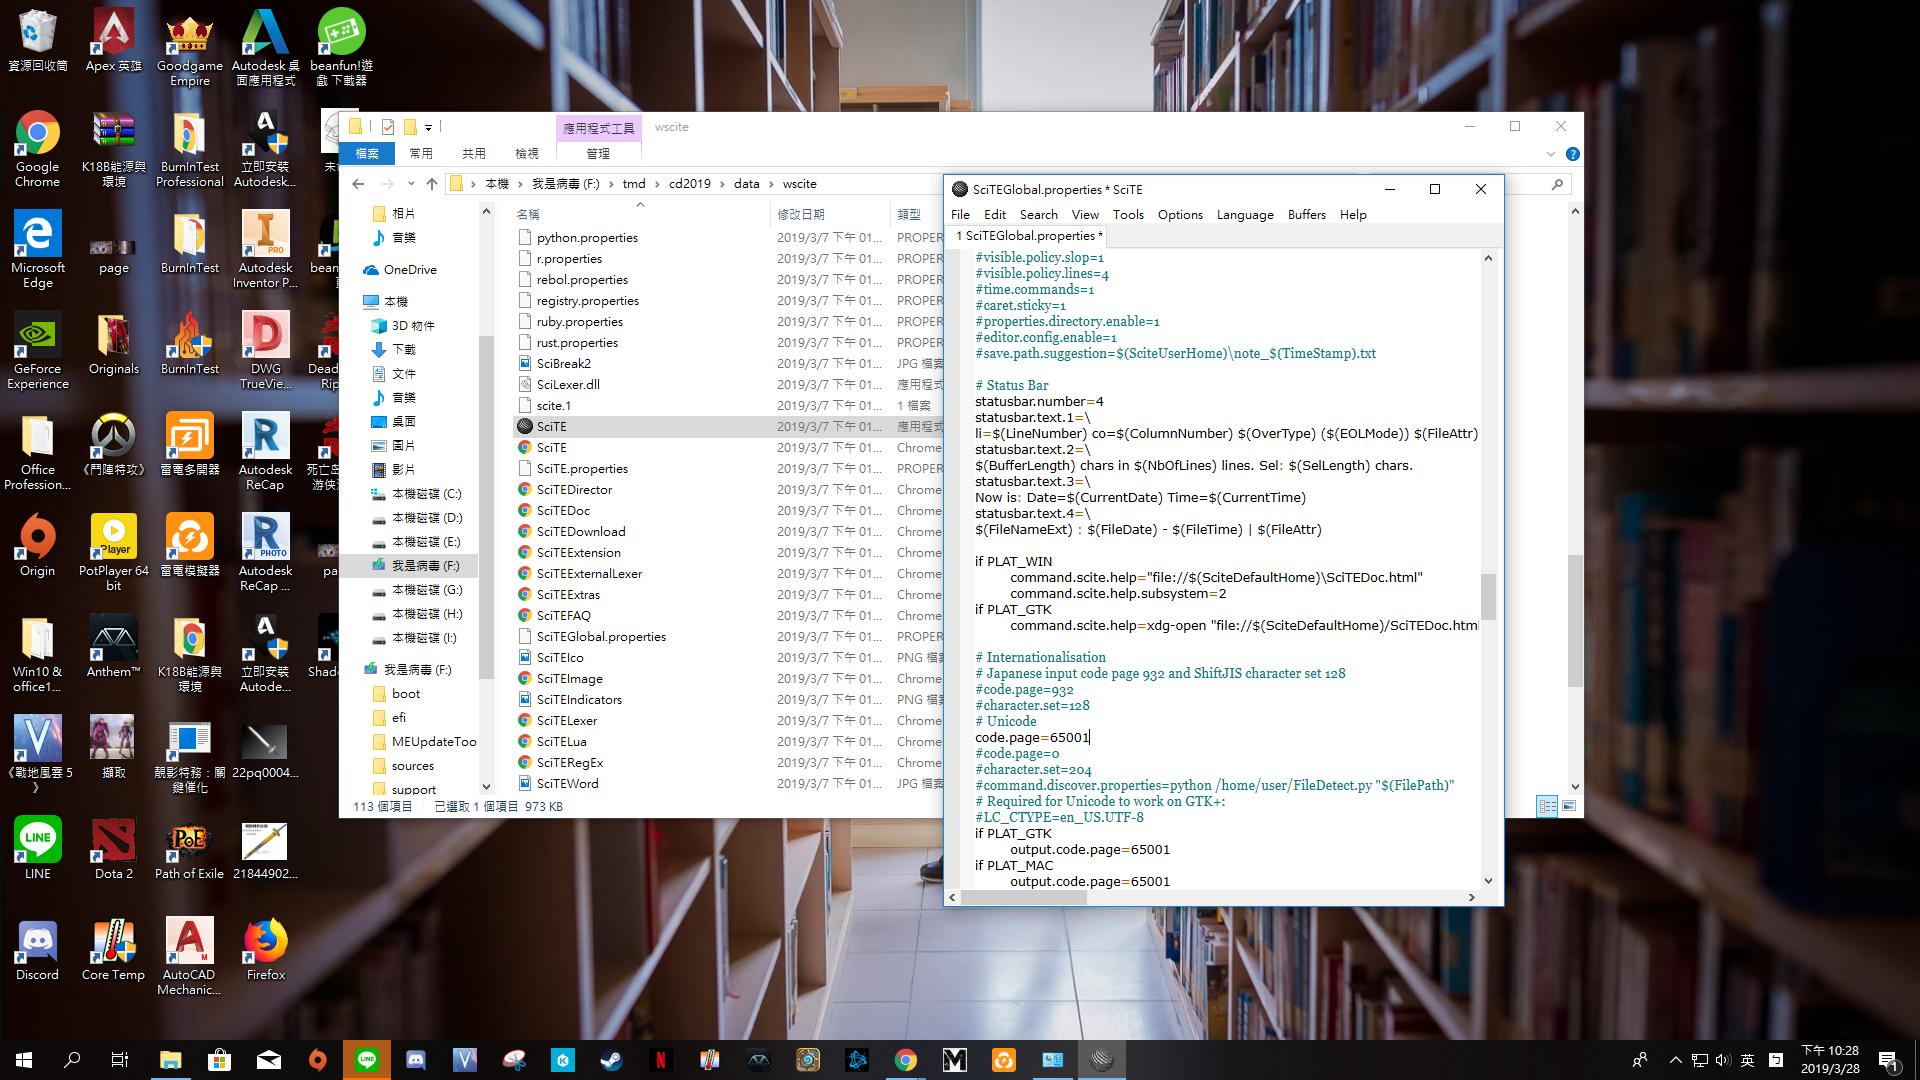 資源回收筒
Apex 英雄
Goodgame
Empire
Autodesk 桌
面應用程式
beanfun!遊
戲 下載器
Google
Chrome
K18B能源與
環境
BurnInTest
Professional
立即安裝
Autodesk...
Microsoft
Edge
page
BurnInTest
Autodesk
Inventor P...
GeForce
Experience
Originals
BurnInTest
DWG
TrueVie...
Office
Profession...
《鬥陣特攻》
雷電多開器
Autodesk
ReCap
Origin
PotPlayer 64
bit
雷電模擬器
Autodesk
ReCap ...
Win10 &
office1...
Anthem™
K18B能源與
環境
立即安裝
Autode...
《戰地風雲 5
》
擷取
靚影特務：關
鍵催化
22pq0004...
LINE
Dota 2
Path of Exile
21844902...
Discord
Core Temp
AutoCAD
Mechanic...
Firefox
應用程式工具
wscite
檔案
常用
共用
檢視
管理
本機 › 我是病毒 (F:) › tmd › cd2019 › data › wscite
相片
音樂
OneDrive
本機
3D 物件
下載
文件
音樂
桌面
圖片
影片
本機磁碟 (C:)
本機磁碟 (D:)
本機磁碟 (E:)
我是病毒 (F:)
本機磁碟 (G:)
本機磁碟 (H:)
本機磁碟 (I:)
我是病毒 (F:)
boot
efi
MEUpdateToo
sources
support
名稱 修改日期 類型
python.properties 2019/3/7 下午 01... PROPER
r.properties 2019/3/7 下午 01... PROPER
rebol.properties 2019/3/7 下午 01... PROPER
registry.properties 2019/3/7 下午 01... PROPER
ruby.properties 2019/3/7 下午 01... PROPER
rust.properties 2019/3/7 下午 01... PROPER
SciBreak2 2019/3/7 下午 01... JPG 檔案
SciLexer.dll 2019/3/7 下午 01... 應用程式
scite.1 2019/3/7 下午 01... 1 檔案
SciTE 2019/3/7 下午 01... 應用程式
SciTE 2019/3/7 下午 01... Chrome
SciTE.properties 2019/3/7 下午 01... PROPER
SciTEDirector 2019/3/7 下午 01... Chrome
SciTEDoc 2019/3/7 下午 01... Chrome
SciTEDownload 2019/3/7 下午 01... Chrome
SciTEExtension 2019/3/7 下午 01... Chrome
SciTEExternalLexer 2019/3/7 下午 01... Chrome
SciTEExtras 2019/3/7 下午 01... Chrome
SciTEFAQ 2019/3/7 下午 01... Chrome
SciTEGlobal.properties 2019/3/7 下午 01... PROPER
SciTEIco 2019/3/7 下午 01... PNG 檔案
SciTEImage 2019/3/7 下午 01... Chrome
SciTEIndicators 2019/3/7 下午 01... PNG 檔案
SciTELexer 2019/3/7 下午 01... Chrome
SciTELua 2019/3/7 下午 01... Chrome
SciTERegEx 2019/3/7 下午 01... Chrome
SciTEWord 2019/3/7 下午 01... JPG 檔案
113 個項目 已選取 1 個項目 973 KB
SciTEGlobal.properties * SciTE
File Edit Search View Tools Options Language Buffers Help
1 SciTEGlobal.properties *
#visible.policy.slop=1
#visible.policy.lines=4
#time.commands=1
#caret.sticky=1
#properties.directory.enable=1
#editor.config.enable=1
#save.path.suggestion=$(SciteUserHome)\note_$(TimeStamp).txt
# Status Bar
statusbar.number=4
statusbar.text.1=\
li=$(LineNumber) co=$(ColumnNumber) $(OverType) ($(EOLMode)) $(FileAttr)
statusbar.text.2=\
$(BufferLength) chars in $(NbOfLines) lines. Sel: $(SelLength) chars.
statusbar.text.3=\
Now is: Date=$(CurrentDate) Time=$(CurrentTime)
statusbar.text.4=\
$(FileNameExt) : $(FileDate) - $(FileTime) | $(FileAttr)
if PLAT_WIN
command.scite.help="file://$(SciteDefaultHome)\SciTEDoc.html"
command.scite.help.subsystem=2
if PLAT_GTK
command.scite.help=xdg-open "file://$(SciteDefaultHome)/SciTEDoc.html
# Internationalisation
# Japanese input code page 932 and ShiftJIS character set 128
#code.page=932
#character.set=128
# Unicode
code.page=65001
#code.page=0
#character.set=204
#command.discover.properties=python /home/user/FileDetect.py "$(FilePath)"
# Required for Unicode to work on GTK+:
#LC_CTYPE=en_US.UTF-8
if PLAT_GTK
output.code.page=65001
if PLAT_MAC
output.code.page=65001
英
下午 10:28
2019/3/28
1